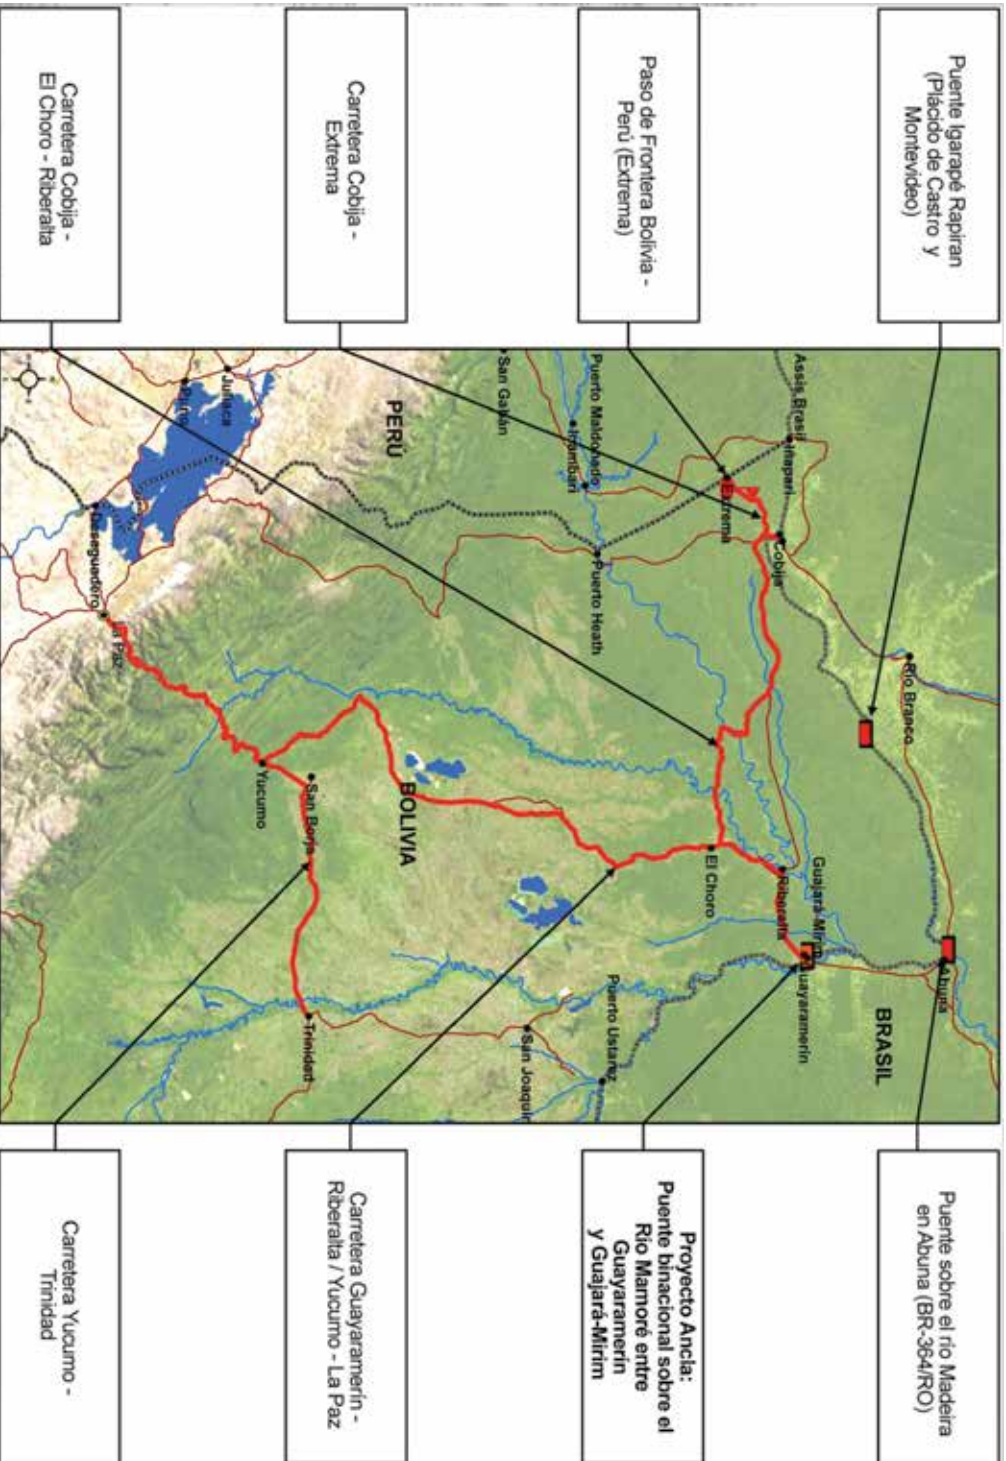 Puente Igarapé Rapiran
(Plácido de Castro y
Montevideo)
Paso de Frontera Bolivia -
Perú (Extrema)
Carretera Cobija -
Extrema
Carretera Cobija -
El Choro - Riberalta
Assis Brasil
Iñapari
Cobija
Rio Branco
Abuna
BRASIL
Extrema
Guajará-Mirim
Guayaramerín
Riberalta
El Choro
Puerto Maldonado
Puerto Heath
Puerto Ustarez
San Gabán
San Joaquín
PERÚ
BOLIVIA
San Borja
Trinidad
Yucumo
Juliaca
Puno
Desaguadero
La Paz
Puente sobre el río Madeira
en Abuna (BR-364/RO)
Proyecto Ancla:
Puente binacional sobre el
Río Mamoré entre
Guayaramerín
y Guajará-Mirim
Carretera Guayaramerín -
Riberalta / Yucumo - La Paz
Carretera Yucumo -
Trinidad